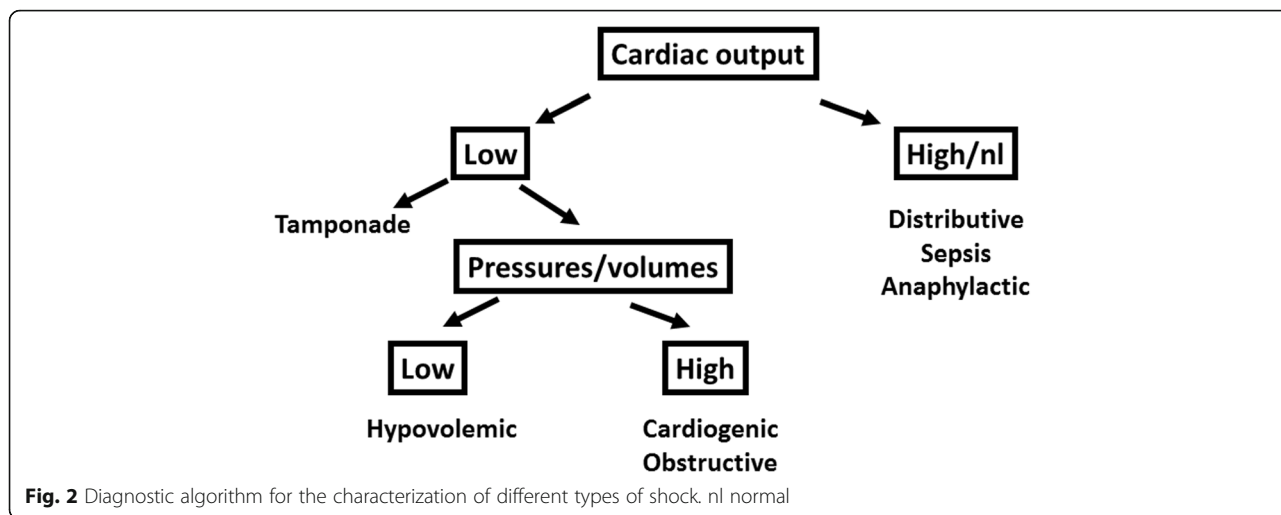 Cardiac output
Low
High/nl
Tamponade
Distributive
Sepsis
Anaphylactic
Pressures/volumes
Low
High
Hypovolemic
Cardiogenic
Obstructive
Fig. 2 Diagnostic algorithm for the characterization of different types of shock. nl normal